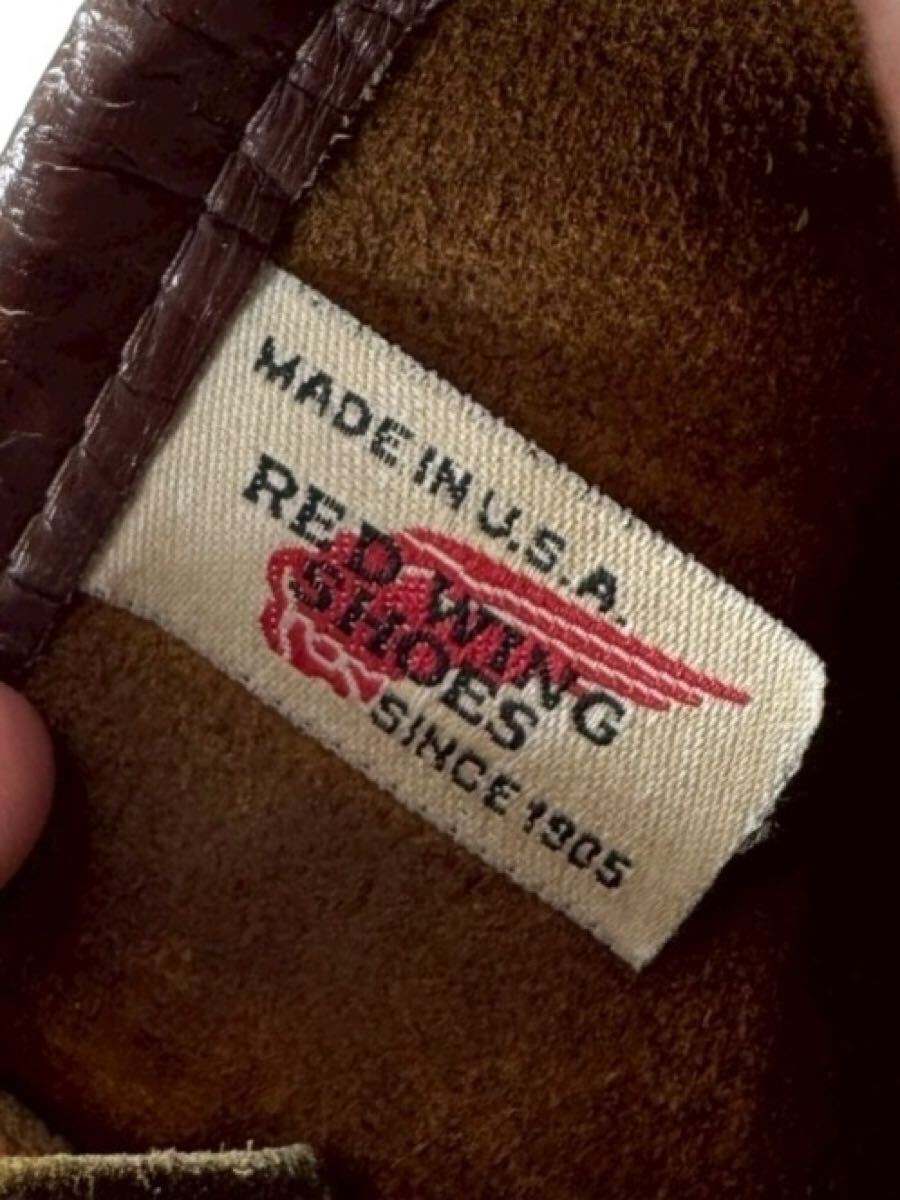 MADE IN U.S.A.
RED WING
SHOES
SINCE 1905